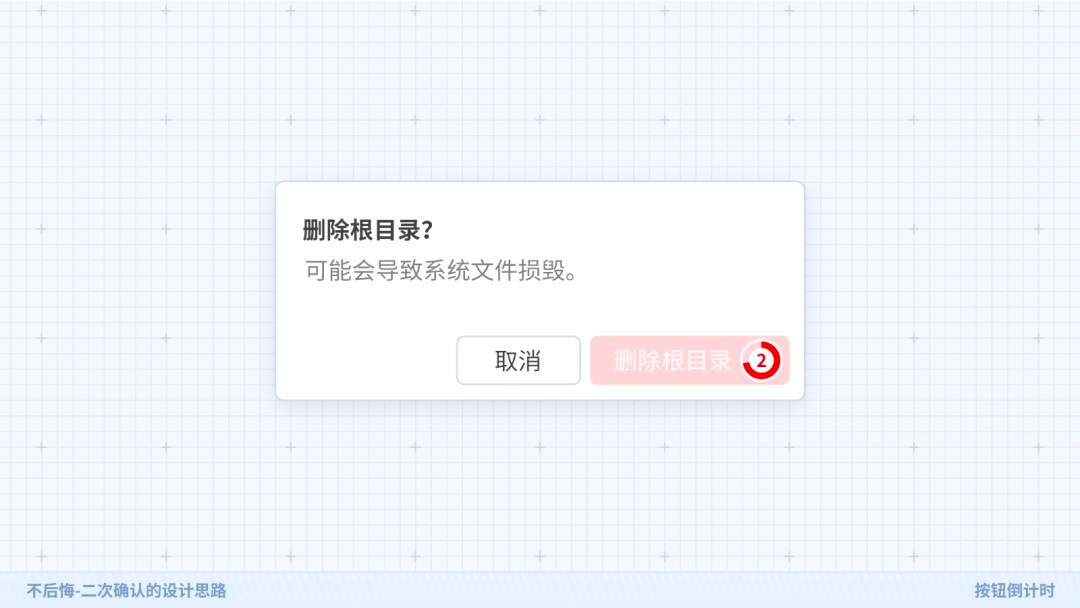 删除根目录？
可能会导致系统文件损毁。
取消
删除根目录 2
不后悔-二次确认的设计思路
按钮倒计时